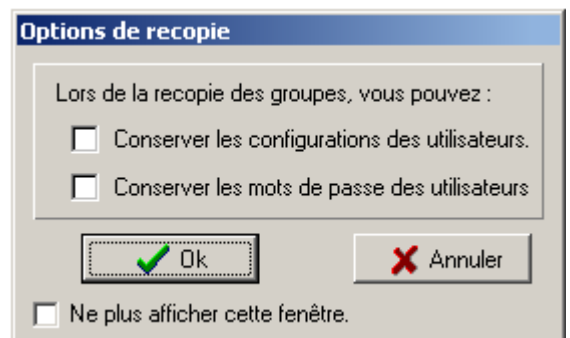 Options de recopie
Lors de la recopie des groupes, vous pouvez :
Conserver les configurations des utilisateurs.
Conserver les mots de passe des utilisateurs
Ok
Annuler
Ne plus afficher cette fenêtre.